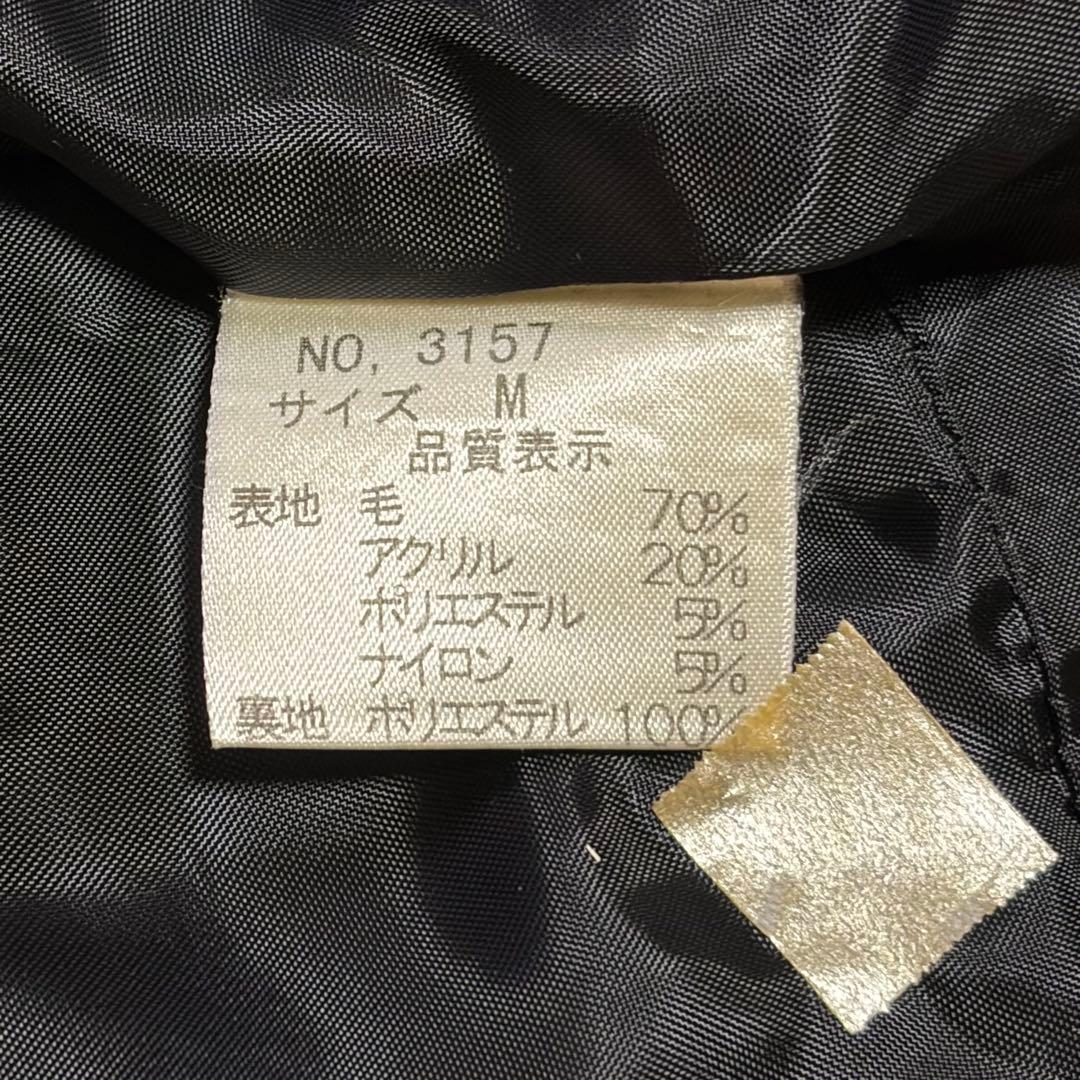 NO, 3157
サイズ M
品質表示
表地 毛 70%
アクリル 20%
ポリエステル 5%
ナイロン 5%
裏地 ポリエステル 100%